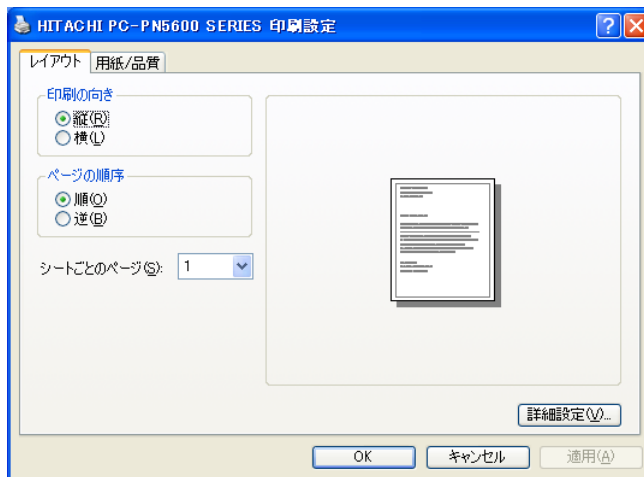 HITACHI PC-PN5600 SERIES 印刷設定
レイアウト 用紙/品質
印刷の向き
縦(R)
横(L)
ページの順序
順(O)
逆(B)
シートごとのページ(S): 1
詳細設定(V)...
OK キャンセル 適用(A)